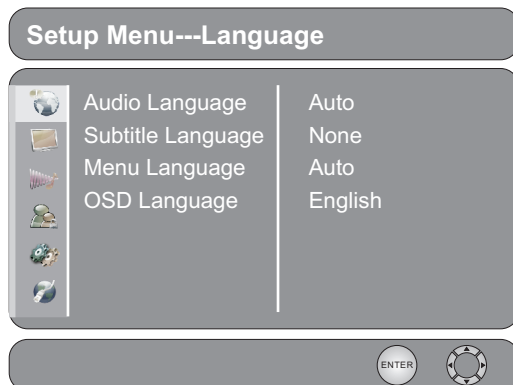 Setup Menu---Language
Audio Language Auto
Subtitle Language None
Menu Language Auto
OSD Language English
ENTER